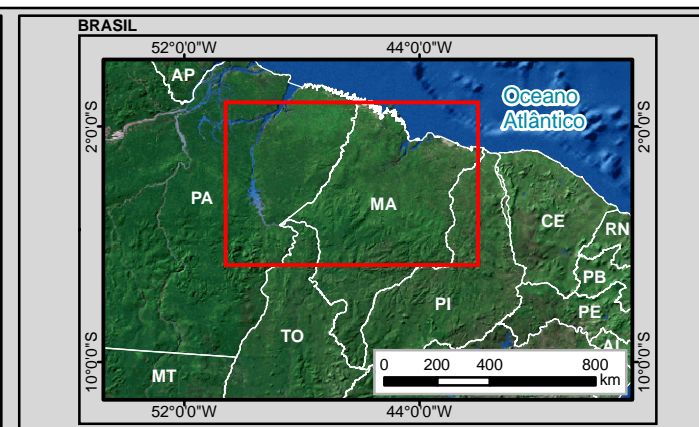 BRASIL
52°0'0"W
44°0'0"W
AP
Oceano
Atlântico
2°0'0"S
2°0'0"S
PA
MA
CE
RN
PB
PE
PI
TO
AL
MT
0 200 400 800
km
10°0'0"S
10°0'0"S
52°0'0"W
44°0'0"W